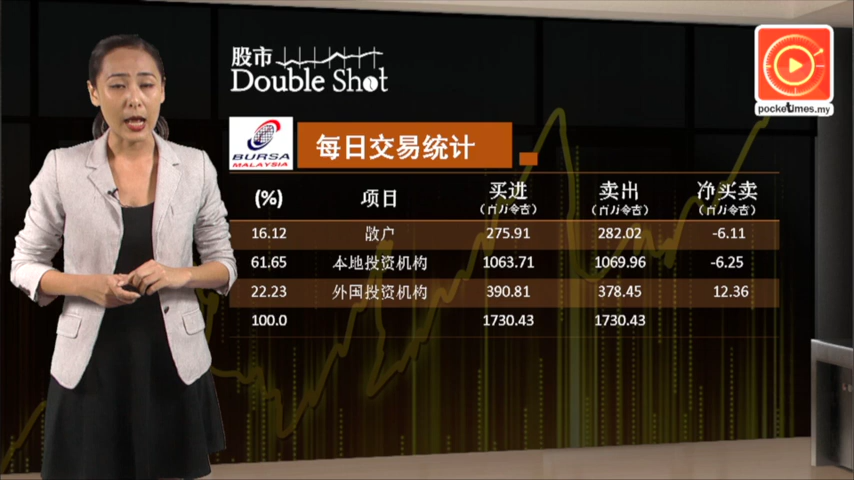 股市
Double Shot
pocketimes.my
BURSA
MALAYSIA
每日交易统计
(%) 项目 买进 卖出 净买卖
(百万令吉) (百万令吉) (百万令吉)
16.12 散户 275.91 282.02 -6.11
61.65 本地投资机构 1063.71 1069.96 -6.25
22.23 外国投资机构 390.81 378.45 12.36
100.0 1730.43 1730.43